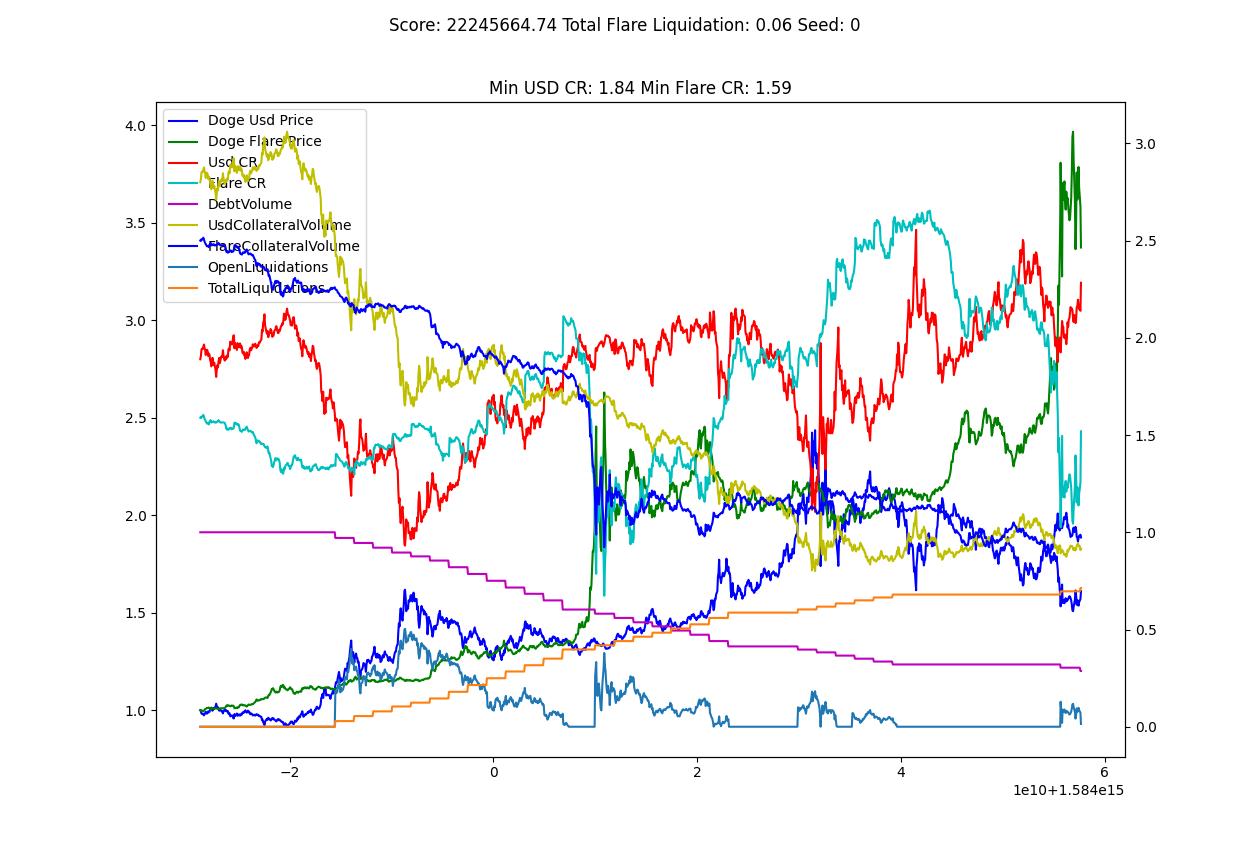 Score: 22245664.74 Total Flare Liquidation: 0.06 Seed: 0
Min USD CR: 1.84 Min Flare CR: 1.59
4.0
3.5
3.0
2.5
2.0
1.5
1.0
Doge Usd Price
Doge Flare Price
Usd CR
Flare CR
DebtVolume
UsdCollateralVolume
FlareCollateralVolume
OpenLiquidations
TotalLiquidations
3.0
2.5
2.0
1.5
1.0
0.5
0.0
−2
0
2
4
6
1e10+1.584e15